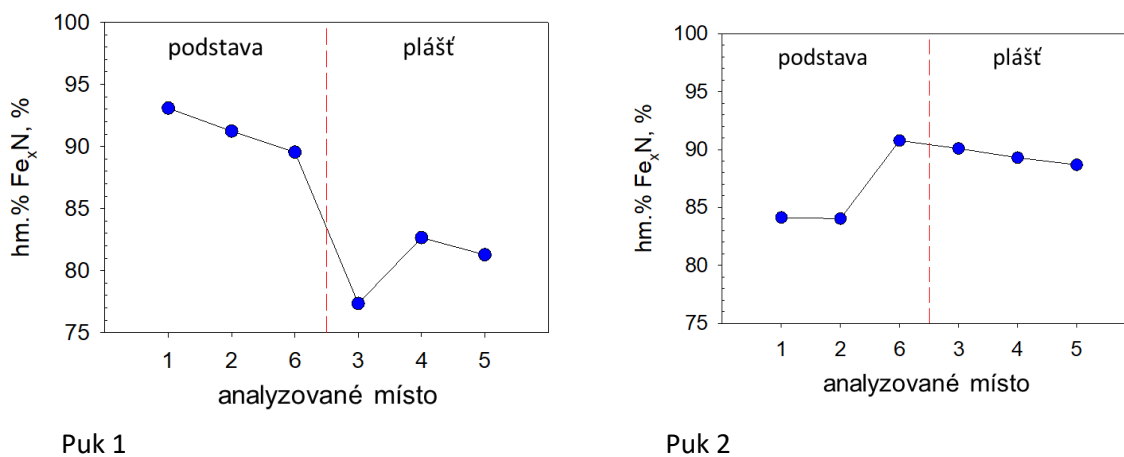 podstava plášť
hm.% FeₓN, %
100
95
90
85
80
75
1 2 6 3 4 5
analyzované místo
Puk 1
podstava plášť
hm.% FeₓN, %
100
95
90
85
80
75
1 2 6 3 4 5
analyzované místo
Puk 2